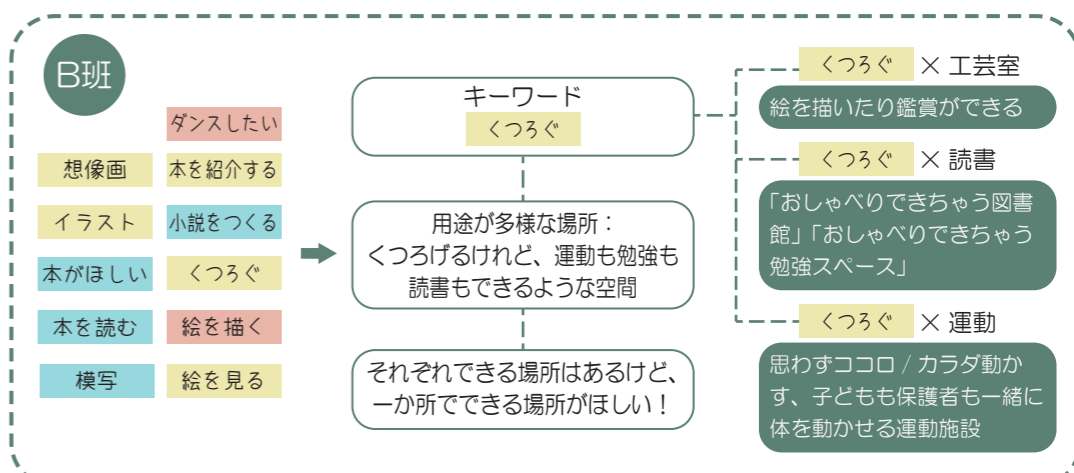 B班
ダンスしたい
想像画
本を紹介する
イラスト
小説をつくる
本がほしい
くつろぐ
本を読む
絵を描く
模写
絵を見る
キーワード
くつろぐ
用途が多様な場所：
くつろげるけれど、運動も勉強も
読書もできるような空間
それぞれできる場所はあるけど、
一か所でできる場所がほしい！
くつろぐ × 工芸室
絵を描いたり鑑賞ができる
くつろぐ × 読書
「おしゃべりできちゃう図書
館」「おしゃべりできちゃう
勉強スペース」
くつろぐ × 運動
思わずココロ / カラダ動か
す、子どもも保護者も一緒に
体を動かせる運動施設